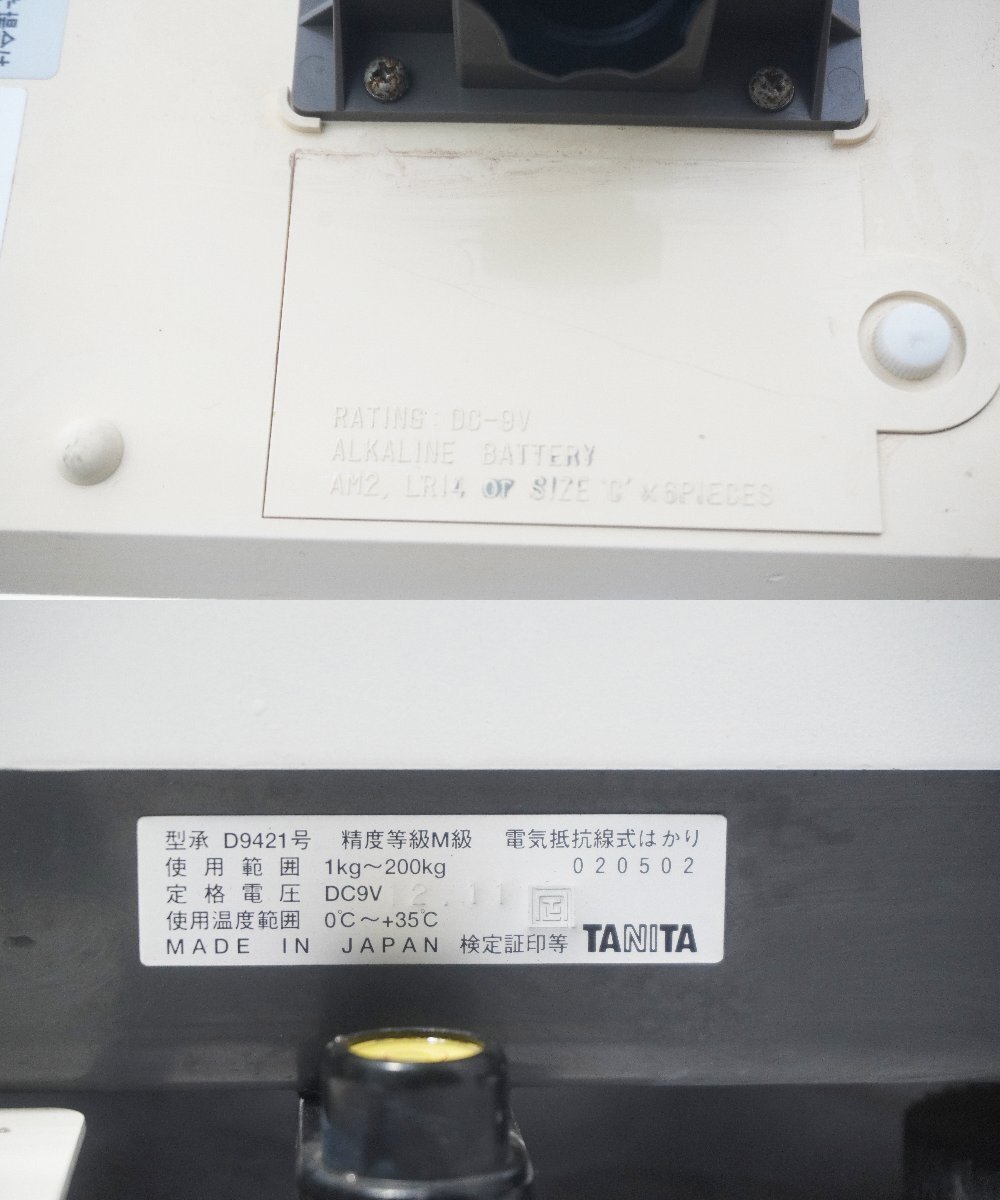 RATING: DC-9V
ALKALINE BATTERY
AM2, LR14 OR SIZE 'C' × 6PIECES
型承 D9421号 精度等級M級 電気抵抗線式はかり
使用範囲 1kg～200kg 020502
定格電圧 DC9V 12.11
使用温度範囲 0℃～+35℃
MADE IN JAPAN 検定証印等 TANITA